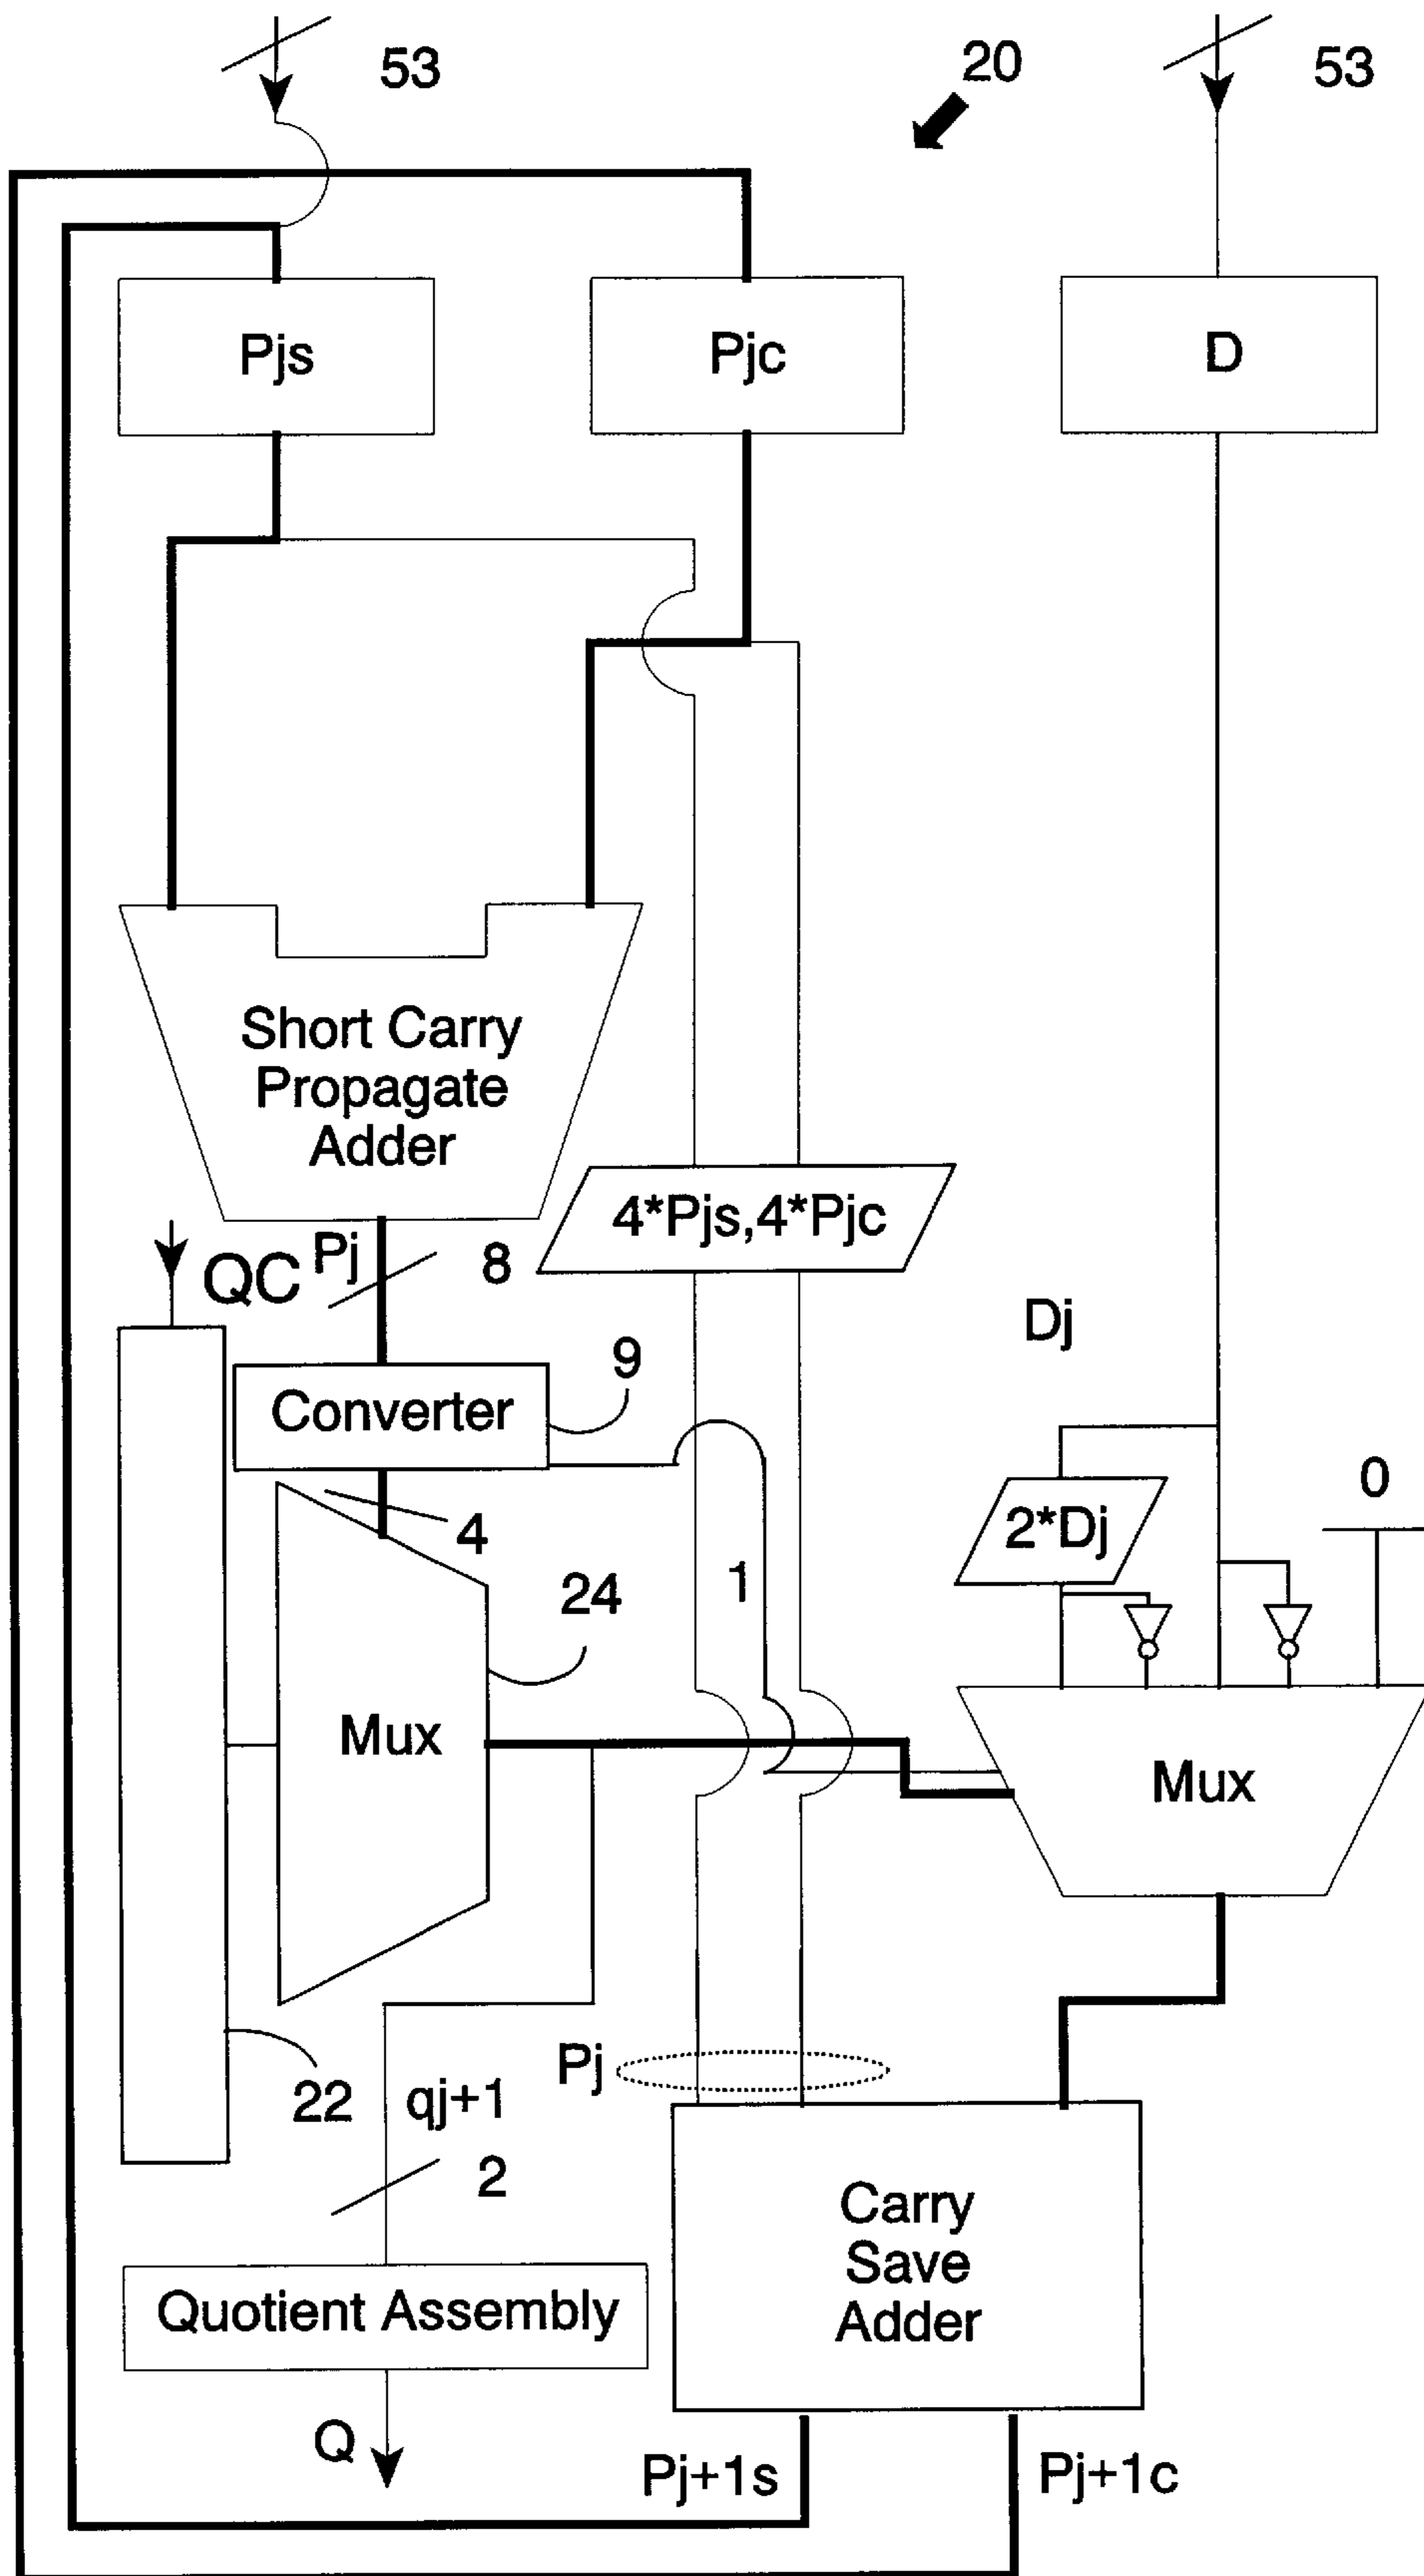 53
20
53
Pjs
Pjc
D
Short Carry
Propagate
Adder
4*Pjs,4*Pjc
QC
Pj
8
Dj
9
Converter
0
2*Dj
4
1
24
Mux
Mux
Pj
22
qj+1
2
Carry
Save
Adder
Quotient Assembly
Q
Pj+1s
Pj+1c